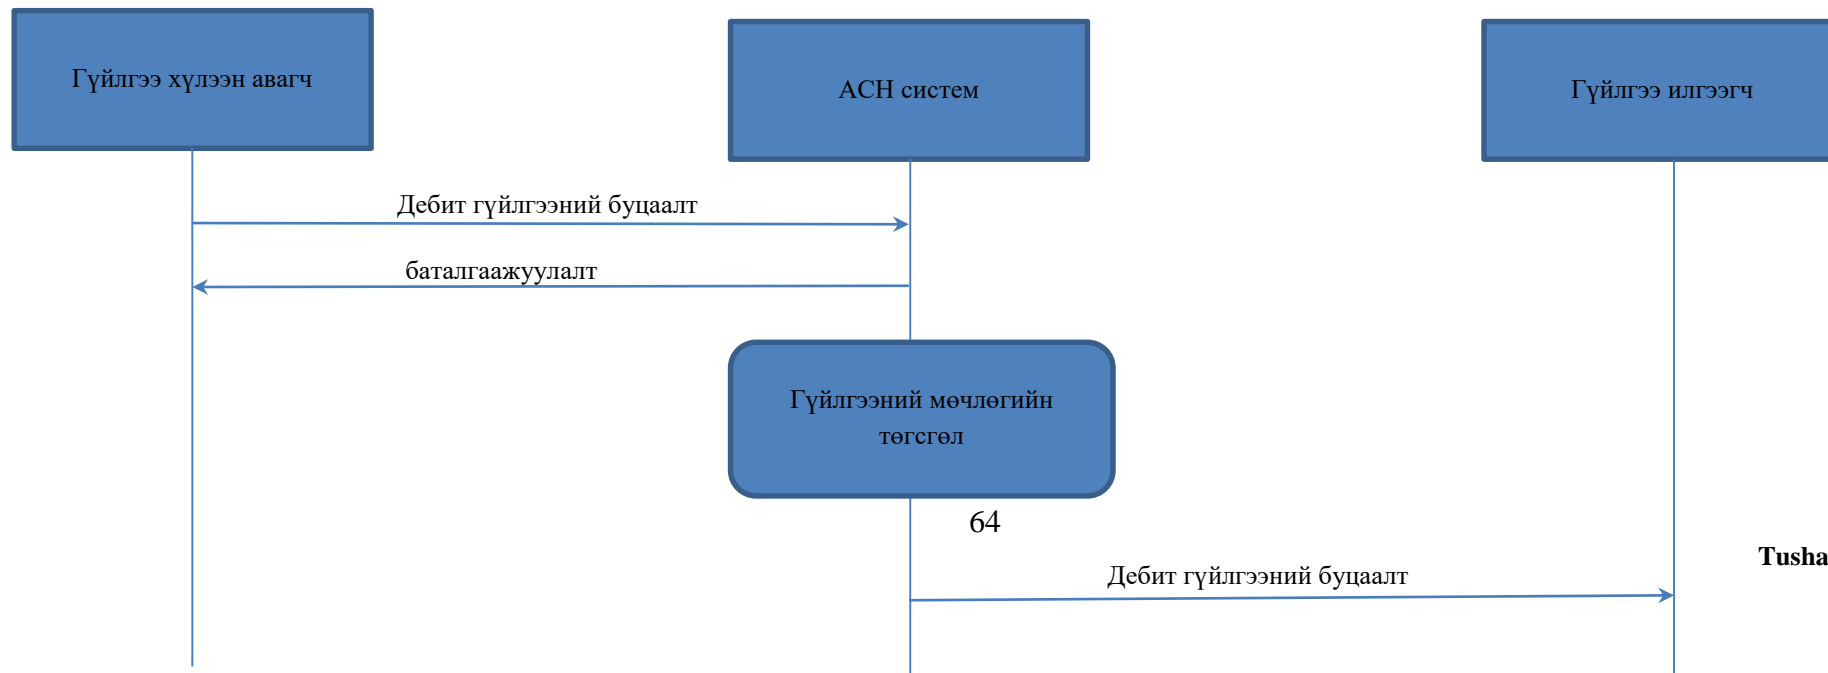 Гүйлгээ хүлээн авагч
АСН систем
Гүйлгээ илгээгч
Дебит гүйлгээний буцаалт
баталгаажуулалт
Гүйлгээний мөчлөгийн
төгсгөл
64
Tusha
Дебит гүйлгээний буцаалт